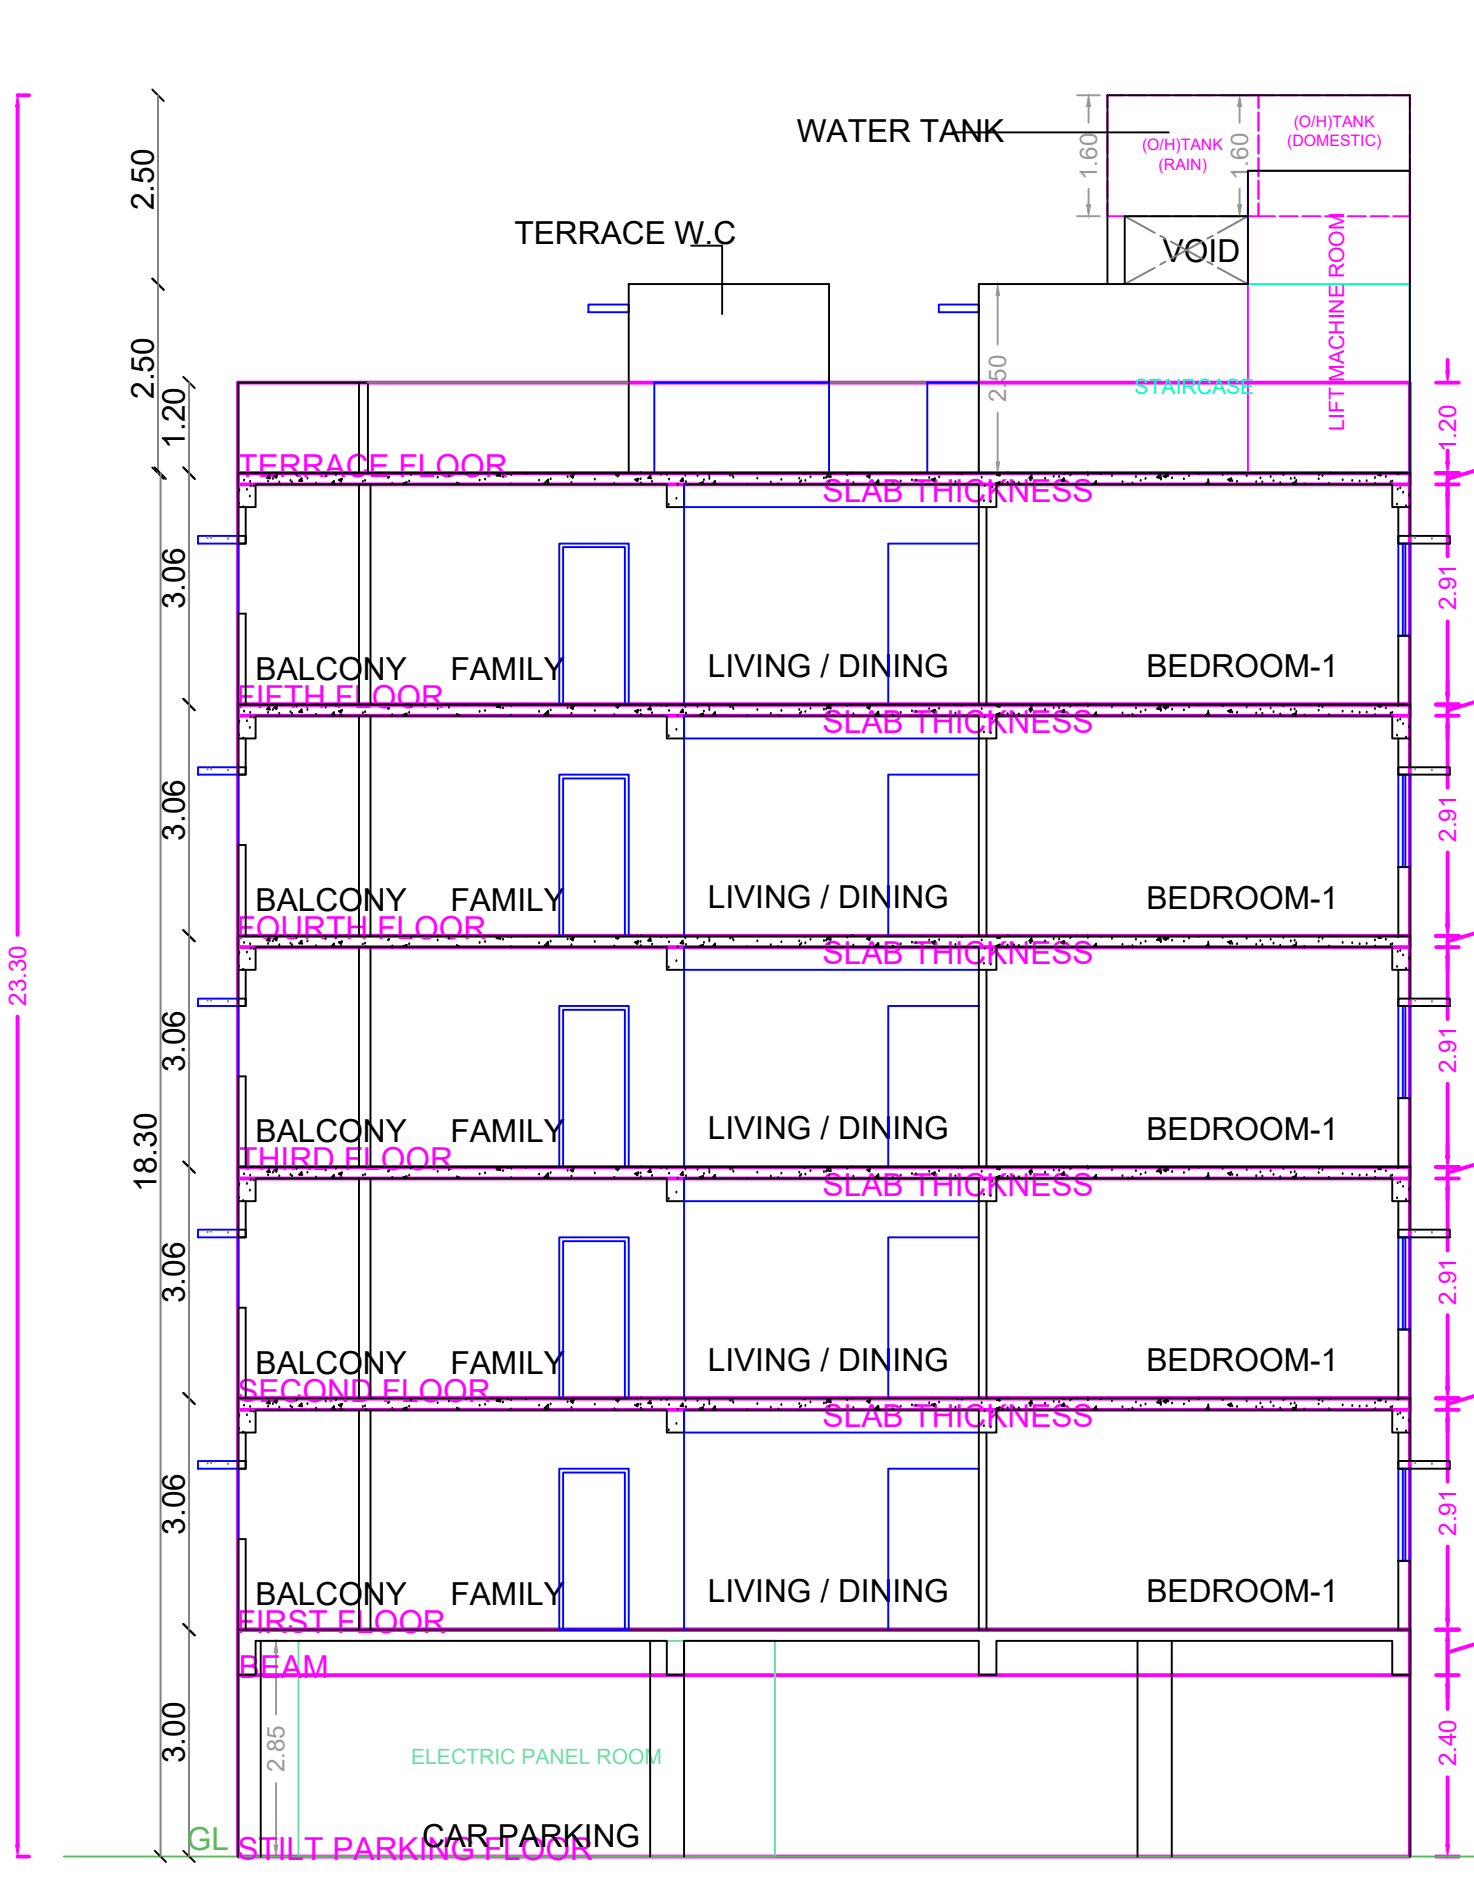 WATER TANK
(O/H)TANK
(DOMESTIC)
(O/H)TANK
(RAIN)
1.60
1.60
2.50
TERRACE W.C
VOID
LIFT MACHINE ROOM
2.50
2.50
STAIRCASE
1.20
1.20
TERRACE FLOOR
SLAB THICKNESS
3.06
2.91
BALCONY
FAMILY
LIVING / DINING
BEDROOM-1
FIFTH FLOOR
SLAB THICKNESS
3.06
2.91
BALCONY
FAMILY
LIVING / DINING
BEDROOM-1
FOURTH FLOOR
SLAB THICKNESS
23.30
3.06
2.91
BALCONY
FAMILY
LIVING / DINING
BEDROOM-1
18.30
THIRD FLOOR
SLAB THICKNESS
3.06
2.91
BALCONY
FAMILY
LIVING / DINING
BEDROOM-1
SECOND FLOOR
SLAB THICKNESS
3.06
2.91
BALCONY
FAMILY
LIVING / DINING
BEDROOM-1
FIRST FLOOR
BEAM
3.00
2.85
2.40
ELECTRIC PANEL ROOM
CAR PARKING
GL
STILT PARKING FLOOR